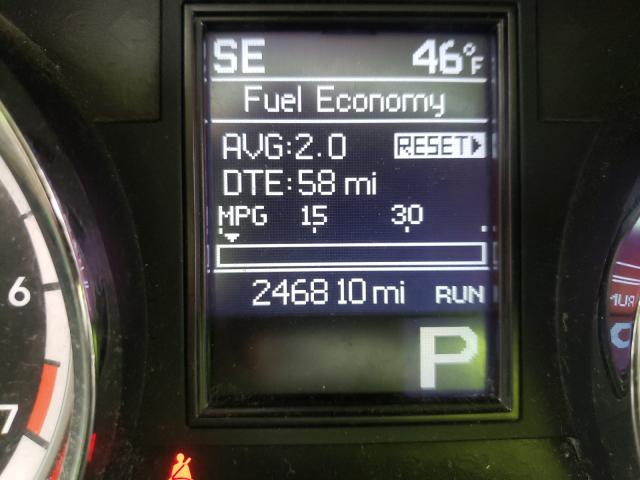 SE 46°F
Fuel Economy
AVG:2.0 RESET
DTE:58 mi
MPG 15 30
246810 mi RUN
P
6
7
C